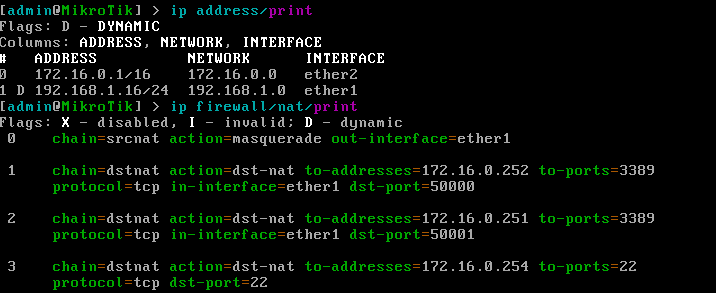 [admin@MikroTik] > ip address/print
Flags: D - DYNAMIC
Columns: ADDRESS, NETWORK, INTERFACE
#   ADDRESS          NETWORK      INTERFACE
0   172.16.0.1/16    172.16.0.0   ether2
1 D 192.168.1.16/24  192.168.1.0  ether1
[admin@MikroTik] > ip firewall/nat/print
Flags: X - disabled, I - invalid; D - dynamic
0    chain=srcnat action=masquerade out-interface=ether1
1    chain=dstnat action=dst-nat to-addresses=172.16.0.252 to-ports=3389
protocol=tcp in-interface=ether1 dst-port=50000
2    chain=dstnat action=dst-nat to-addresses=172.16.0.251 to-ports=3389
protocol=tcp in-interface=ether1 dst-port=50001
3    chain=dstnat action=dst-nat to-addresses=172.16.0.254 to-ports=22
protocol=tcp dst-port=22